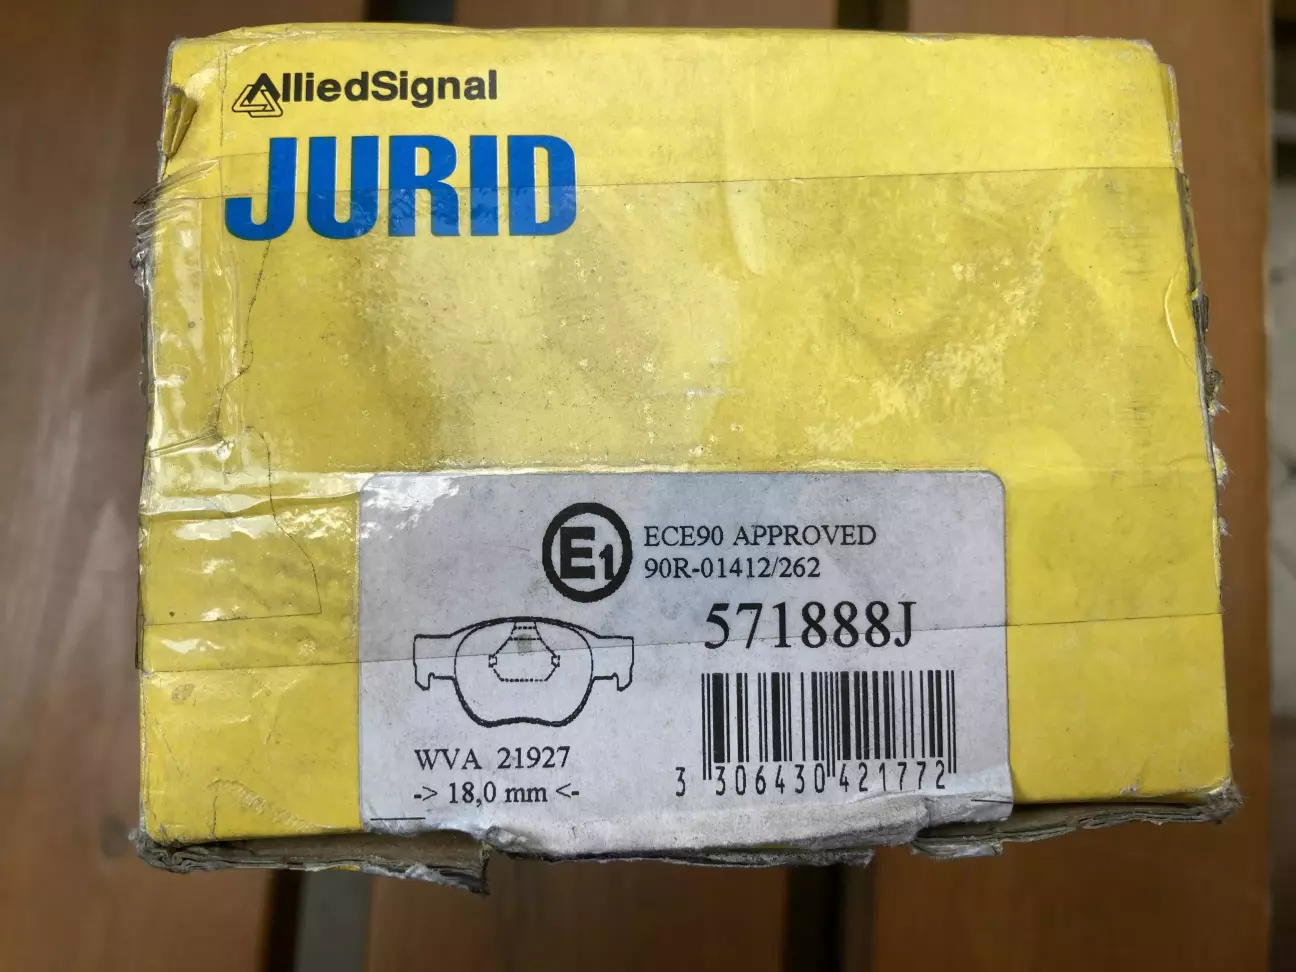 AlliedSignal
JURID
E1
ECE90 APPROVED
90R-01412/262
571888J
WVA 21927
-> 18,0 mm <-
3 306430 421772